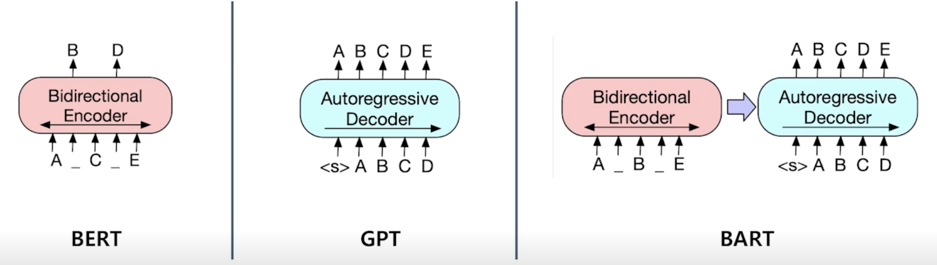 B D
Bidirectional
Encoder
A _ C _ E
BERT
A B C D E
Autoregressive
Decoder
<s> A B C D
GPT
Bidirectional
Encoder
A _ B _ E
A B C D E
Autoregressive
Decoder
<s> A B C D
BART